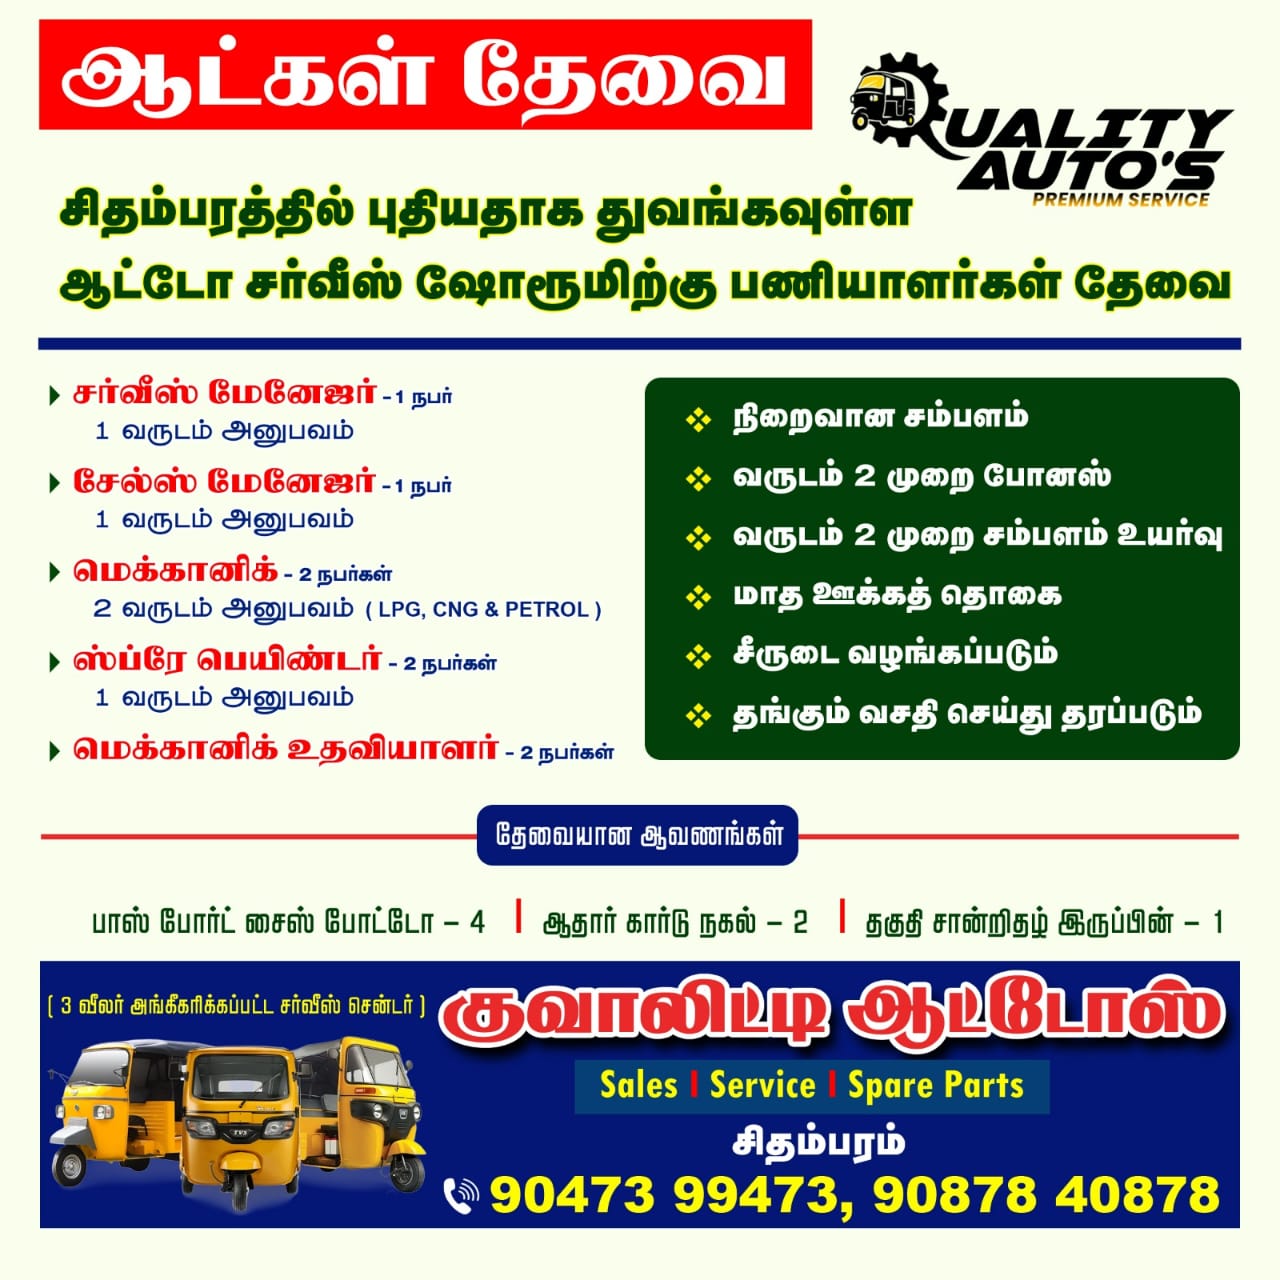 ஆட்கள் தேவை
QUALITY
AUTO'S
PREMIUM SERVICE
சிதம்பரத்தில் புதியதாக துவங்கவுள்ள
ஆட்டோ சர்வீஸ் ஷோரூமிற்கு பணியாளர்கள் தேவை
சர்வீஸ் மேனேஜர் - 1 நபர்
1 வருடம் அனுபவம்
சேல்ஸ் மேனேஜர் - 1 நபர்
1 வருடம் அனுபவம்
மெக்கானிக் - 2 நபர்கள்
2 வருடம் அனுபவம் ( LPG, CNG & PETROL )
ஸ்ப்ரே பெயிண்டர் - 2 நபர்கள்
1 வருடம் அனுபவம்
மெக்கானிக் உதவியாளர் - 2 நபர்கள்
நிறைவான சம்பளம்
வருடம் 2 முறை போனஸ்
வருடம் 2 முறை சம்பளம் உயர்வு
மாத ஊக்கத் தொகை
சீருடை வழங்கப்படும்
தங்கும் வசதி செய்து தரப்படும்
தேவையான ஆவணங்கள்
பாஸ் போர்ட் சைஸ் போட்டோ – 4 | ஆதார் கார்டு நகல் – 2 | தகுதி சான்றிதழ் இருப்பின் – 1
( 3 வீலர் அங்கீகரிக்கப்பட்ட சர்வீஸ் சென்டர் )
குவாலிட்டி ஆட்டோஸ்
Sales | Service | Spare Parts
சிதம்பரம்
90473 99473, 90878 40878
TVS